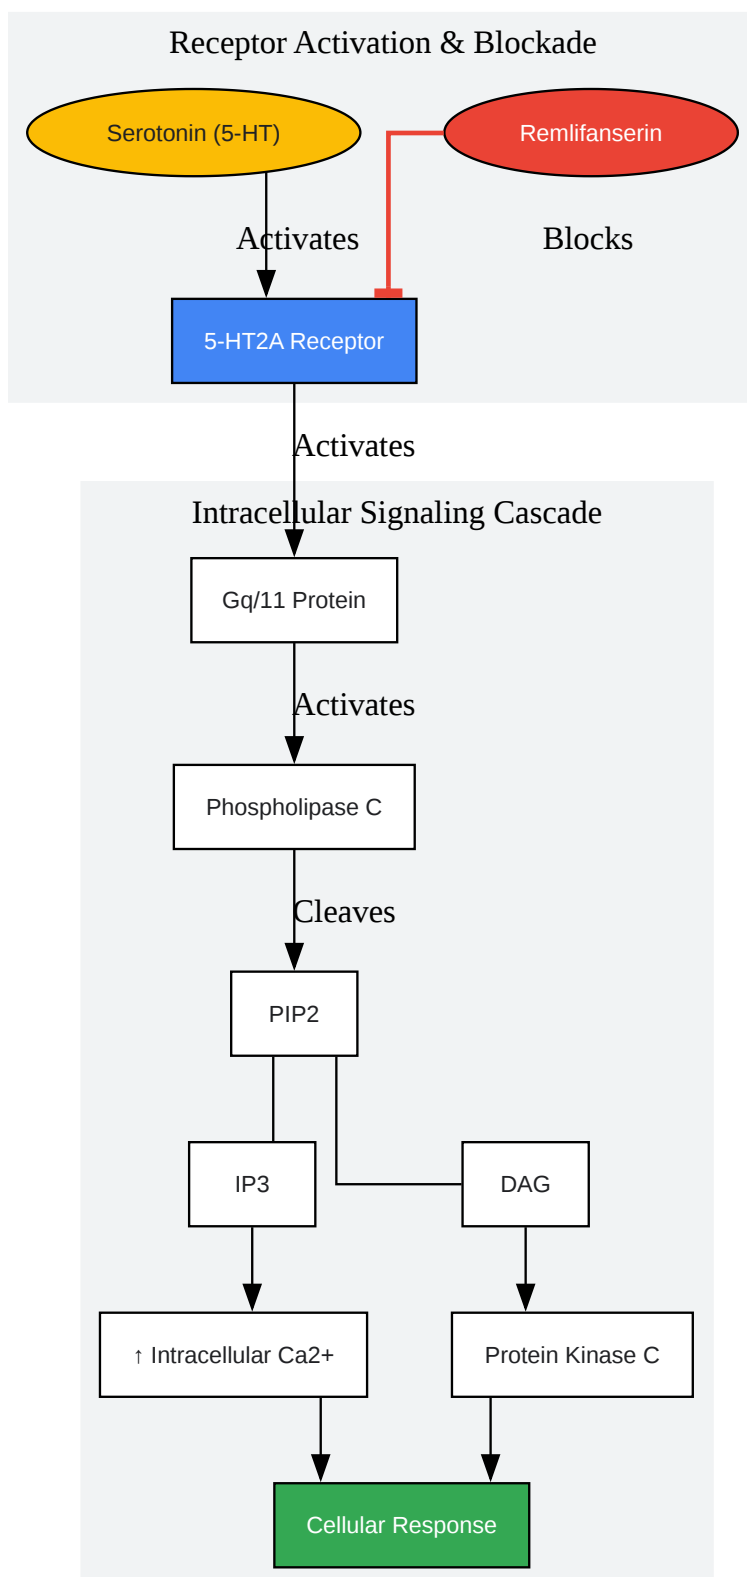 Receptor Activation & Blockade
Serotonin (5-HT)
Remlifanserin
Activates
Blocks
5-HT2A Receptor
Activates
Intracellular Signaling Cascade
Gq/11 Protein
Activates
Phospholipase C
Cleaves
PIP2
IP3
DAG
↑ Intracellular Ca2+
Protein Kinase C
Cellular Response